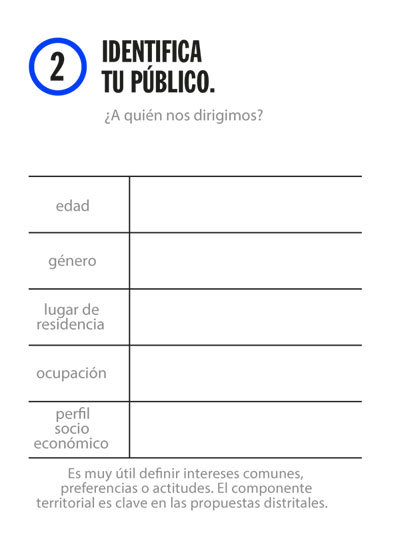 2
IDENTIFICA
TU PÚBLICO.
¿A quién nos dirigimos?
edad
género
lugar de
residencia
ocupación
perfil
socio
económico
Es muy útil definir intereses comunes,
preferencias o actitudes. El componente
territorial es clave en las propuestas distritales.